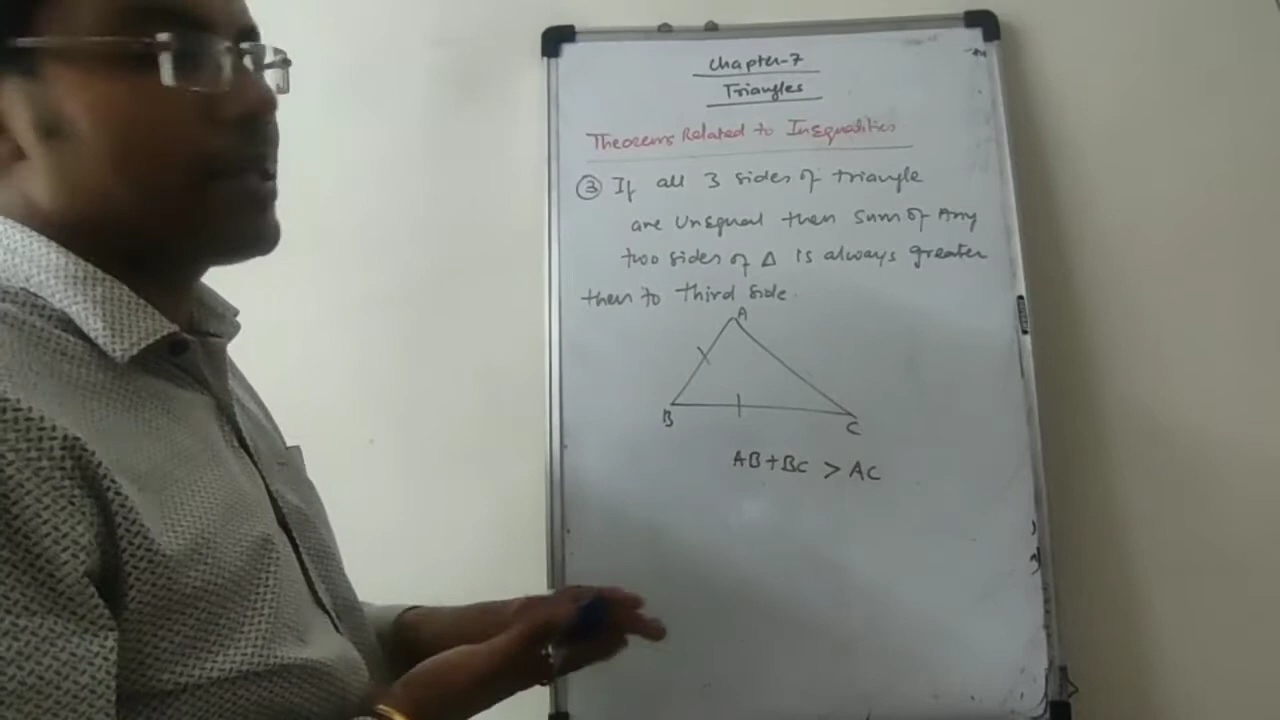 Chapter-7
Triangles
Theorems Related to Inequalities
③ If all 3 sides of triangle
are unequal then sum of Any
two sides of Δ is always greater
then to third side.
A
B
C
AB+BC > AC